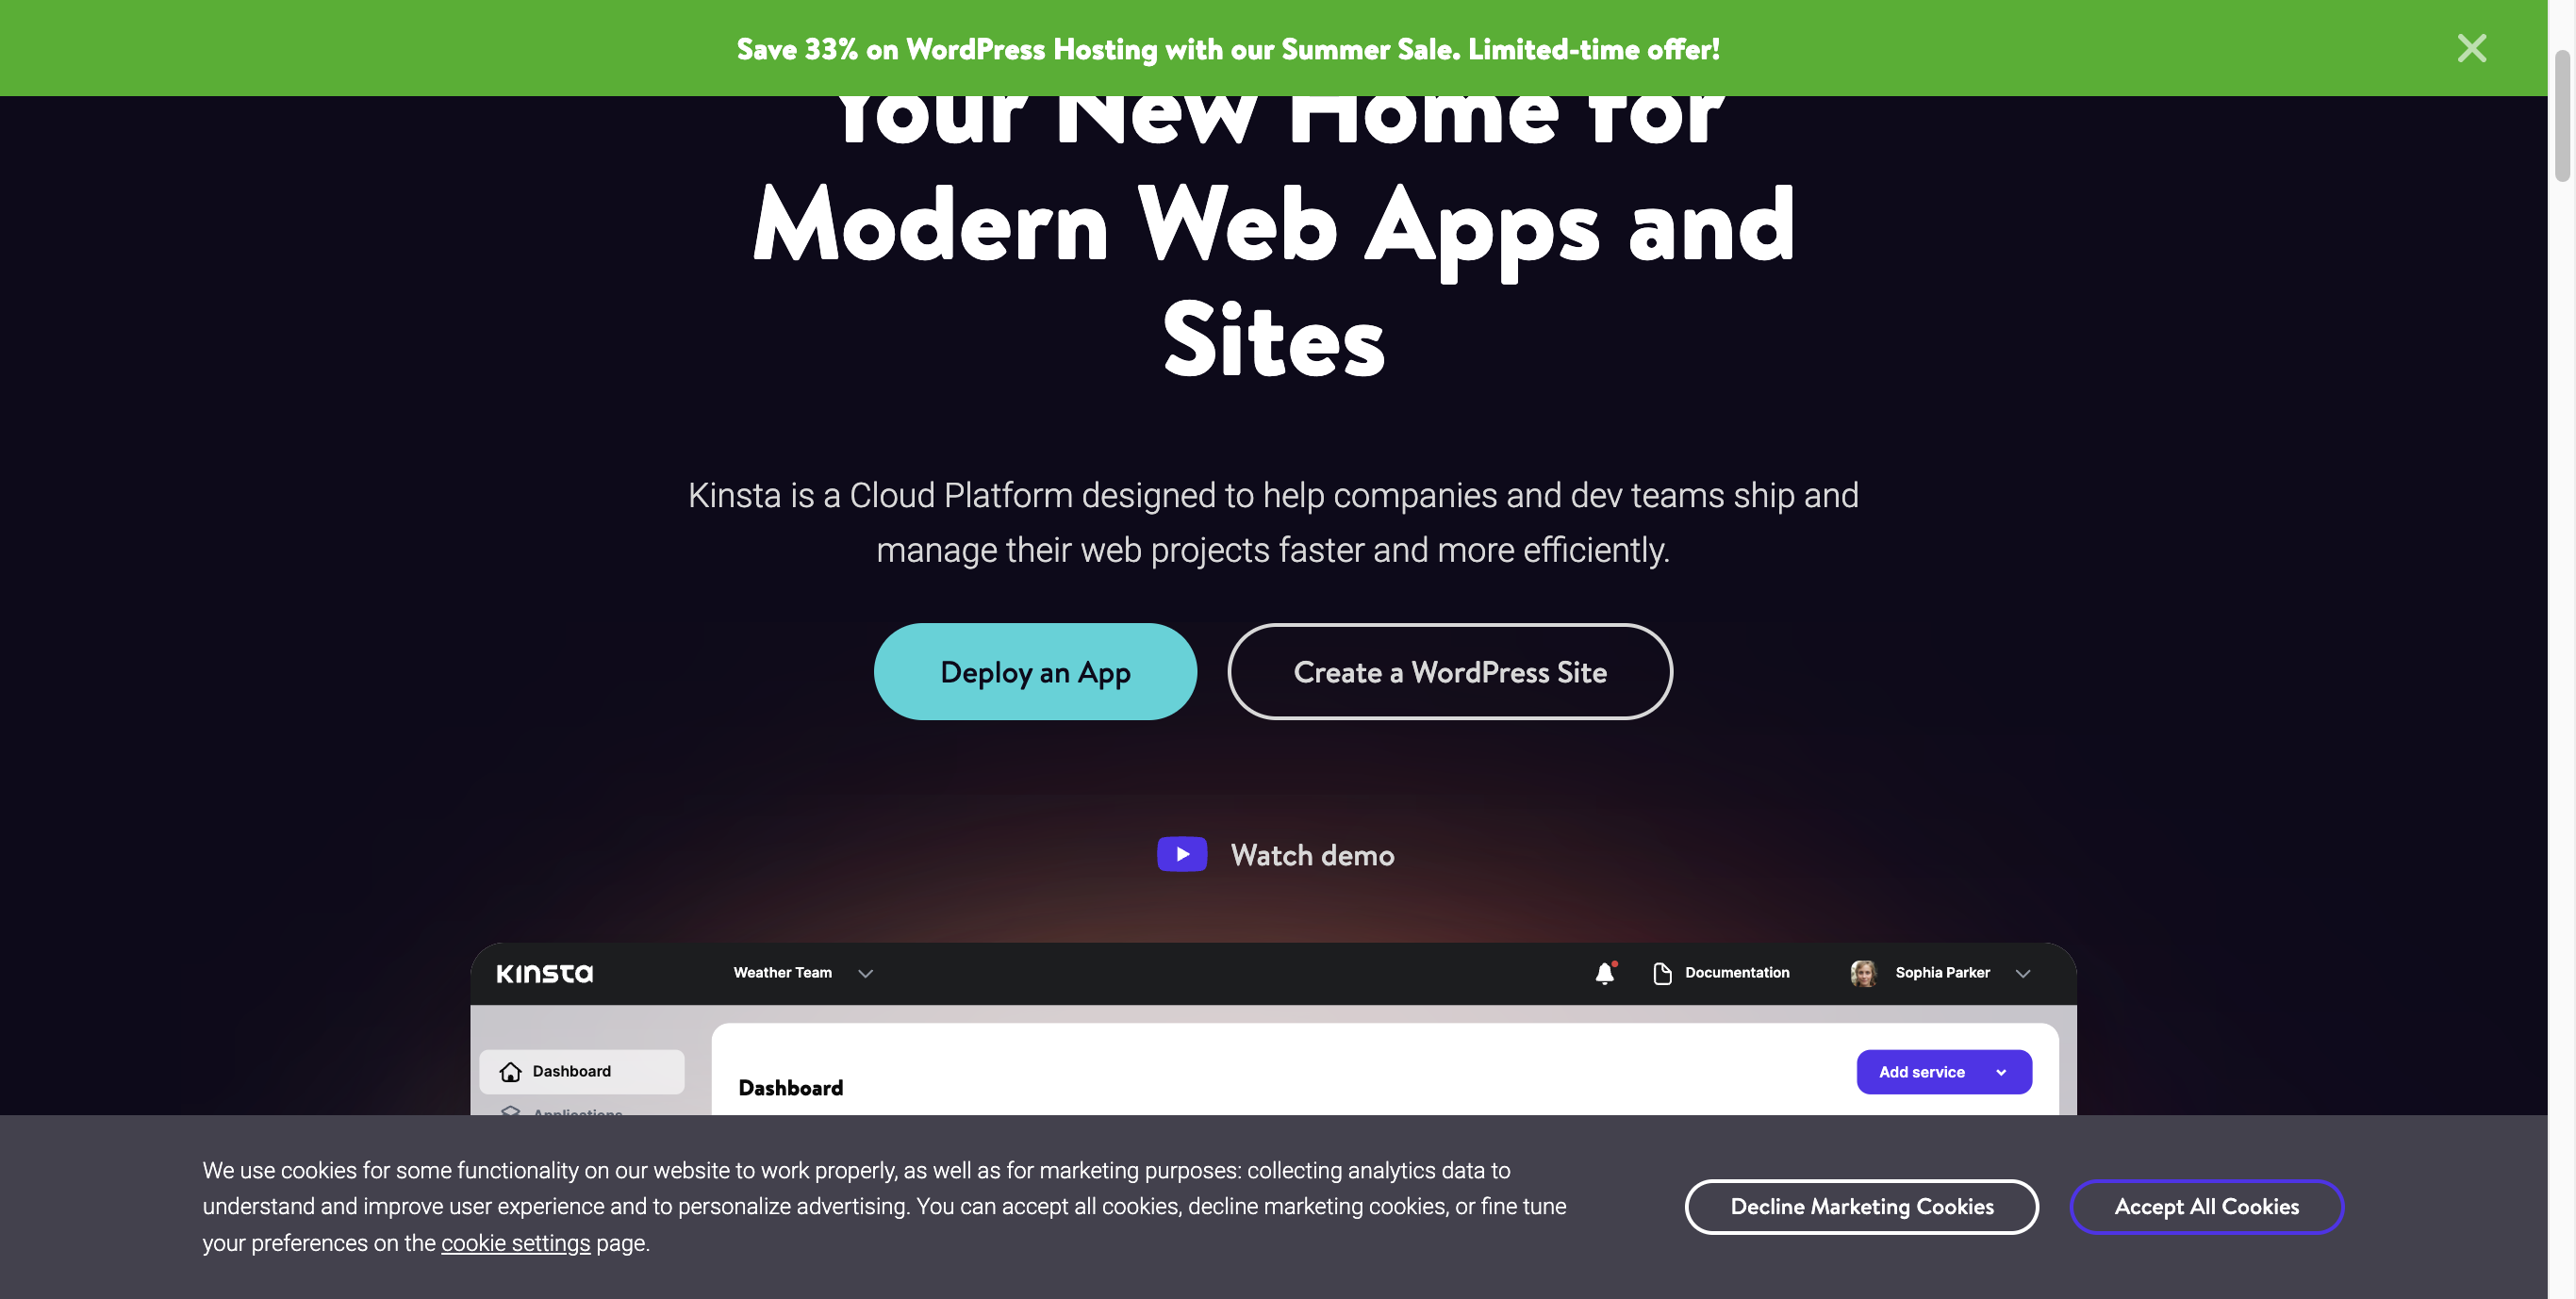 Save 33% on WordPress Hosting with our Summer Sale. Limited-time offer!
Your New Home for
Modern Web Apps and
Sites
Kinsta is a Cloud Platform designed to help companies and dev teams ship and
manage their web projects faster and more efficiently.
Deploy an App
Create a WordPress Site
Watch demo
Kinsta
Weather Team
Documentation
Sophia Parker
Dashboard
Dashboard
Add service
Applications
We use cookies for some functionality on our website to work properly, as well as for marketing purposes: collecting analytics data to
understand and improve user experience and to personalize advertising. You can accept all cookies, decline marketing cookies, or fine tune
your preferences on the cookie settings page.
Decline Marketing Cookies
Accept All Cookies